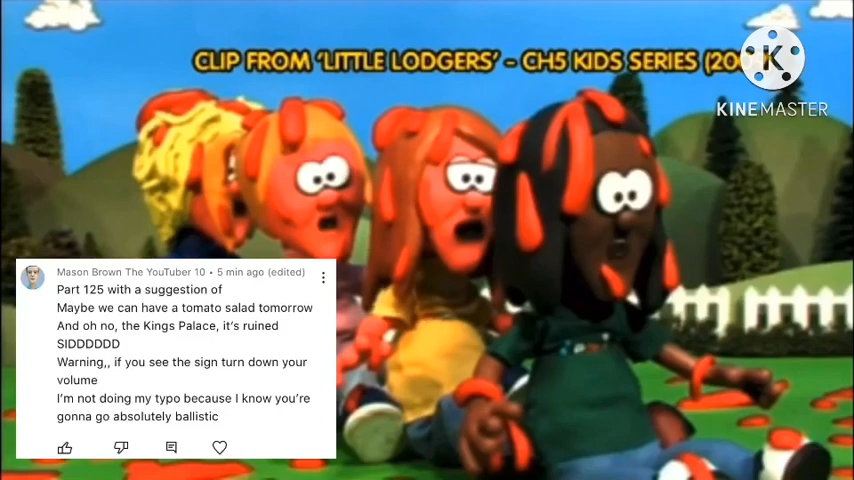 CLIP FROM 'LITTLE LODGERS' - CH5 KIDS SERIES (200
K
KINEMASTER
Mason Brown The YouTuber 10 • 5 min ago (edited)
Part 125 with a suggestion of
Maybe we can have a tomato salad tomorrow
And oh no, the Kings Palace, it's ruined
SIDDDDDD
Warning,, if you see the sign turn down your
volume
I'm not doing my typo because I know you're
gonna go absolutely ballistic